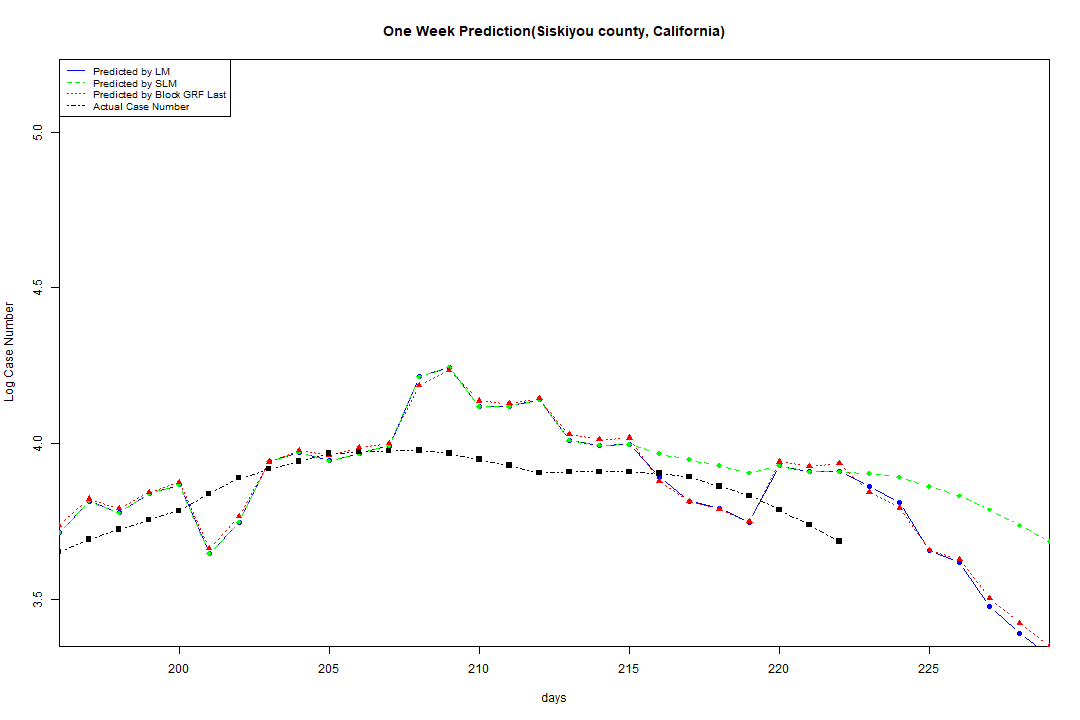 One Week Prediction(Siskiyou county, California)
Predicted by LM
Predicted by SLM
Predicted by Block GRF Last
Actual Case Number
5.0
4.5
4.0
3.5
Log Case Number
200 205 210 215 220 225
days